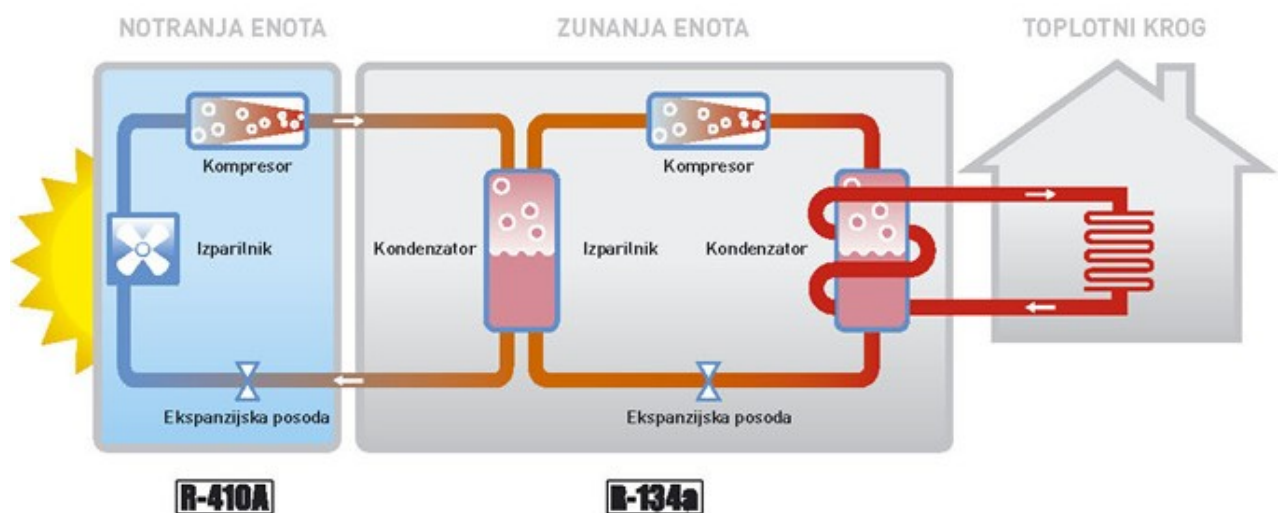 NOTRANJA ENOTA
ZUNANJA ENOTA
TOPLOTNI KROG
Kompresor
Kompresor
Izparilnik
Kondenzator
Izparilnik
Kondenzator
Ekspanzijska posoda
Ekspanzijska posoda
R-410A
R-134a